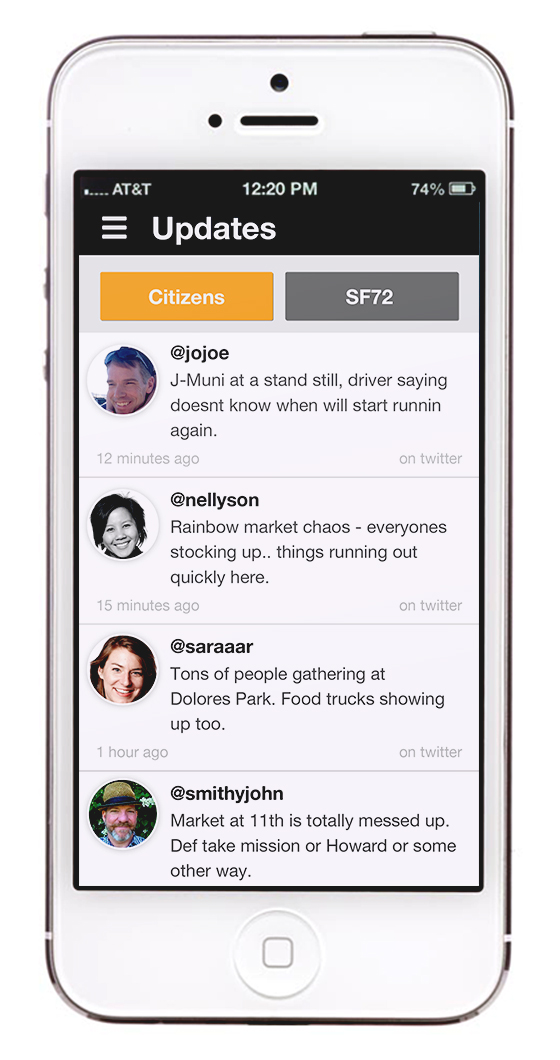 AT&T 12:20 PM 74%
Updates
Citizens SF72
@jojoe
J-Muni at a stand still, driver saying
doesnt know when will start runnin
again.
12 minutes ago on twitter
@nellyson
Rainbow market chaos - everyones
stocking up.. things running out
quickly here.
15 minutes ago on twitter
@saraaar
Tons of people gathering at
Dolores Park. Food trucks showing
up too.
1 hour ago on twitter
@smithyjohn
Market at 11th is totally messed up.
Def take mission or Howard or some
other way.